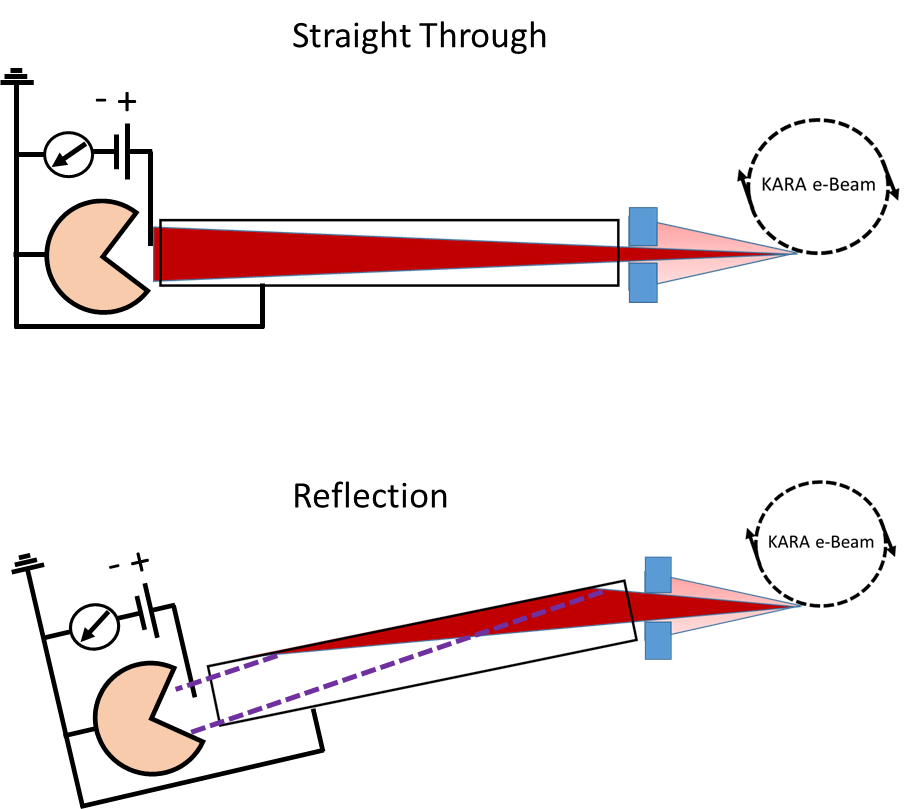 Straight Through
- +
KARA e-Beam
Reflection
- +
KARA e-Beam